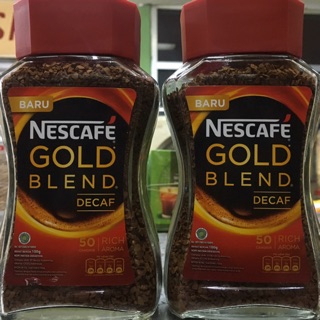 BARU
NESCAFÉ
GOLD
BLEND
DECAF
50
RICH
AROMA
BARU
NESCAFÉ
GOLD
BLEND
DECAF
50
RICH
AROMA